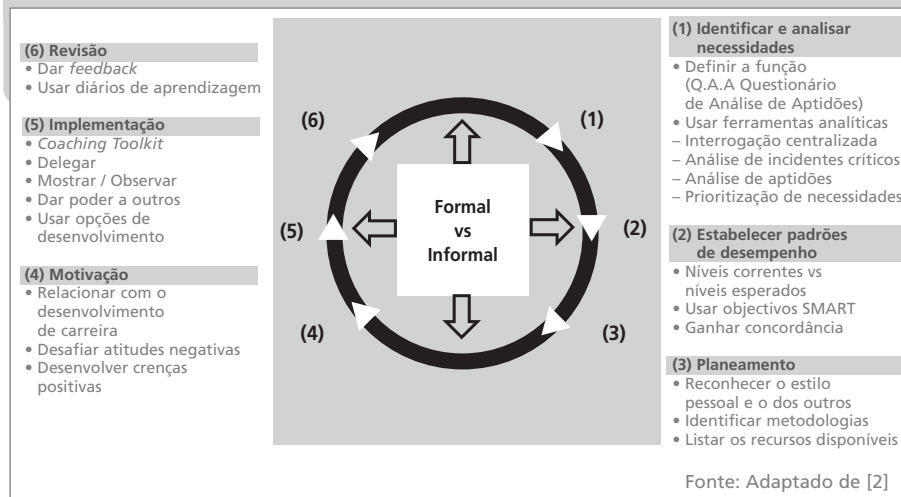 (6) Revisão
• Dar feedback
• Usar diários de aprendizagem
(5) Implementação
• Coaching Toolkit
• Delegar
• Mostrar / Observar
• Dar poder a outros
• Usar opções de
desenvolvimento
(4) Motivação
• Relacionar com o
desenvolvimento
de carreira
• Desafiar atitudes negativas
• Desenvolver crenças
positivas
(6)
(1)
(5)
Formal
vs
Informal
(2)
(4)
(3)
(1) Identificar e analisar
necessidades
• Definir a função
(Q.A.A Questionário
de Análise de Aptidões)
• Usar ferramentas analíticas
– Interrogação centralizada
– Análise de incidentes críticos
– Análise de aptidões
– Prioritização de necessidades
(2) Estabelecer padrões
de desempenho
• Níveis correntes vs
níveis esperados
• Usar objectivos SMART
• Ganhar concordância
(3) Planeamento
• Reconhecer o estilo
pessoal e o dos outros
• Identificar metodologias
• Listar os recursos disponíveis
Fonte: Adaptado de [2]